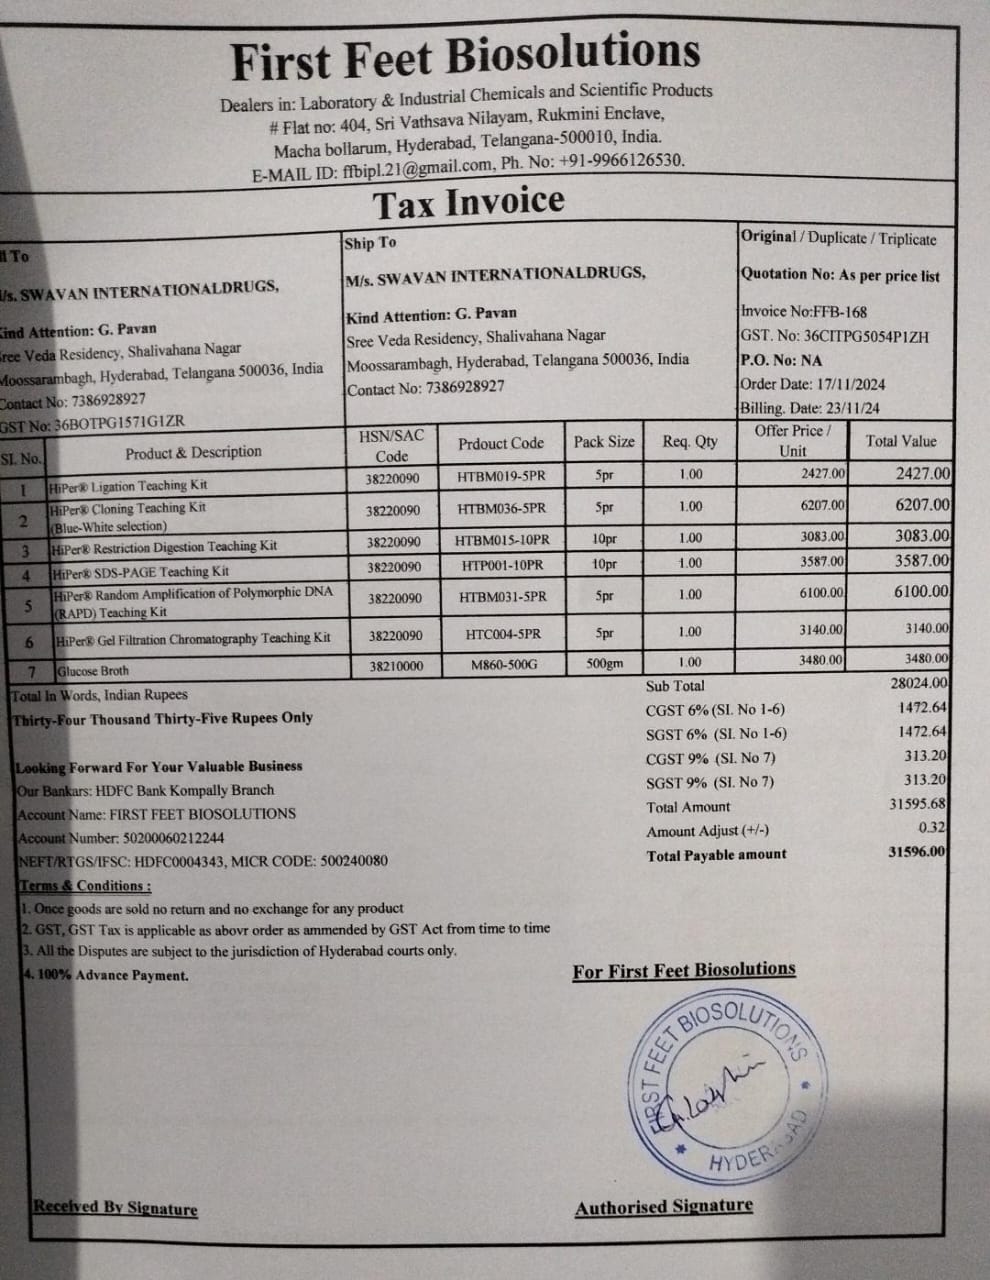 First Feet Biosolutions
Dealers in: Laboratory & Industrial Chemicals and Scientific Products
# Flat no: 404, Sri Vathsava Nilayam, Rukmini Enclave,
Macha bollarum, Hyderabad, Telangana-500010, India.
E-MAIL ID: ffbipl.21@gmail.com, Ph. No: +91-9966126530.
Tax Invoice
ll To
/s. SWAVAN INTERNATIONALDRUGS,
Kind Attention: G. Pavan
Sree Veda Residency, Shalivahana Nagar
Moossarambagh, Hyderabad, Telangana 500036, India
Contact No: 7386928927
GST No: 36BOTPG1571G1ZR
Ship To
M/s. SWAVAN INTERNATIONALDRUGS,
Kind Attention: G. Pavan
Sree Veda Residency, Shalivahana Nagar
Moossarambagh, Hyderabad, Telangana 500036, India
Contact No: 7386928927
Original / Duplicate / Triplicate
Quotation No: As per price list
Invoice No:FFB-168
GST. No: 36CITPG5054P1ZH
P.O. No: NA
Order Date: 17/11/2024
Billing. Date: 23/11/24
SI. No. Product & Description HSN/SAC Code Prdouct Code Pack Size Req. Qty Offer Price / Unit Total Value
1 HiPer® Ligation Teaching Kit 38220090 HTBM019-5PR 5pr 1.00 2427.00 2427.00
2 HiPer® Cloning Teaching Kit 38220090 HTBM036-5PR 5pr 1.00 6207.00 6207.00
(Blue-White selection)
3 HiPer® Restriction Digestion Teaching Kit 38220090 HTBM015-10PR 10pr 1.00 3083.00 3083.00
4 HiPer® SDS-PAGE Teaching Kit 38220090 HTP001-10PR 10pr 1.00 3587.00 3587.00
5 HiPer® Random Amplification of Polymorphic DNA 38220090 HTBM031-5PR 5pr 1.00 6100.00 6100.00
(RAPD) Teaching Kit
6 HiPer® Gel Filtration Chromatography Teaching Kit 38220090 HTC004-5PR 5pr 1.00 3140.00 3140.00
7 Glucose Broth 38210000 M860-500G 500gm 1.00 3480.00 3480.00
Total In Words, Indian Rupees
Thirty-Four Thousand Thirty-Five Rupees Only
Looking Forward For Your Valuable Business
Our Bankars: HDFC Bank Kompally Branch
Account Name: FIRST FEET BIOSOLUTIONS
Account Number: 50200060212244
NEFT/RTGS/IFSC: HDFC0004343, MICR CODE: 500240080
Sub Total 28024.00
CGST 6% (SI. No 1-6) 1472.64
SGST 6% (SI. No 1-6) 1472.64
CGST 9% (SI. No 7) 313.20
SGST 9% (SI. No 7) 313.20
Total Amount 31595.68
Amount Adjust (+/-) 0.32
Total Payable amount 31596.00
Terms & Conditions :
1. Once goods are sold no return and no exchange for any product
2. GST, GST Tax is applicable as abovr order as ammended by GST Act from time to time
3. All the Disputes are subject to the jurisdiction of Hyderabad courts only.
4. 100% Advance Payment.
For First Feet Biosolutions
FIRST FEET BIOSOLUTIONS
HYDERABAD
Received By Signature
Authorised Signature